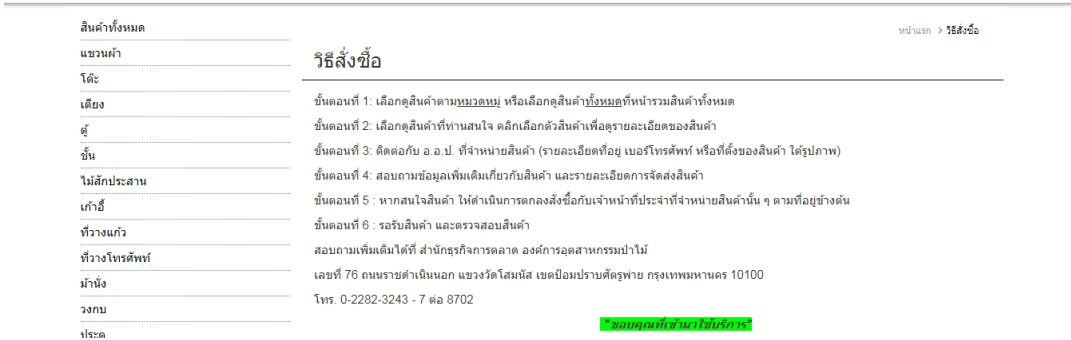 สินค้าทั้งหมด
แขวนผ้า
โต๊ะ
เตียง
ตู้
ชั้น
ไม้สักประสาน
เก้าอี้
ที่วางแก้ว
ที่วางโทรศัพท์
ม้านั่ง
วงกบ
ประตู
หน้าแรก > วิธีสั่งซื้อ
วิธีสั่งซื้อ
ขั้นตอนที่ 1: เลือกดูสินค้าตามหมวดหมู่ หรือเลือกดูสินค้าทั้งหมดที่หน้ารวมสินค้าทั้งหมด
ขั้นตอนที่ 2: เลือกดูสินค้าที่ท่านสนใจ คลิกเลือกตัวสินค้าเพื่อดูรายละเอียดของสินค้า
ขั้นตอนที่ 3: ติดต่อกับ อ.อ.ป. ที่จำหน่ายสินค้า (รายละเอียดที่อยู่ เบอร์โทรศัพท์ หรือที่ตั้งของสินค้า ใต้รูปภาพ)
ขั้นตอนที่ 4: สอบถามข้อมูลเพิ่มเติมเกี่ยวกับสินค้า และรายละเอียดการจัดส่งสินค้า
ขั้นตอนที่ 5 : หากสนใจสินค้า ให้ดำเนินการตกลงสั่งซื้อกับเจ้าหน้าที่ประจำที่จำหน่ายสินค้านั้น ๆ ตามที่อยู่ข้างต้น
ขั้นตอนที่ 6 : รอรับสินค้า และตรวจสอบสินค้า
สอบถามเพิ่มเติมได้ที่ สำนักธุรกิจการตลาด องค์การอุตสาหกรรมป่าไม้
เลขที่ 76 ถนนราชดำเนินนอก แขวงวัดโสมนัส เขตป้อมปราบศัตรูพ่าย กรุงเทพมหานคร 10100
โทร. 0-2282-3243 - 7 ต่อ 8702
"ขอบคุณที่เข้ามาใช้บริการ"